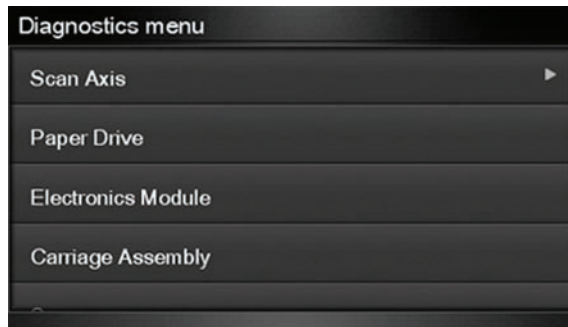 Diagnostics menu
Scan Axis
Paper Drive
Electronics Module
Carriage Assembly